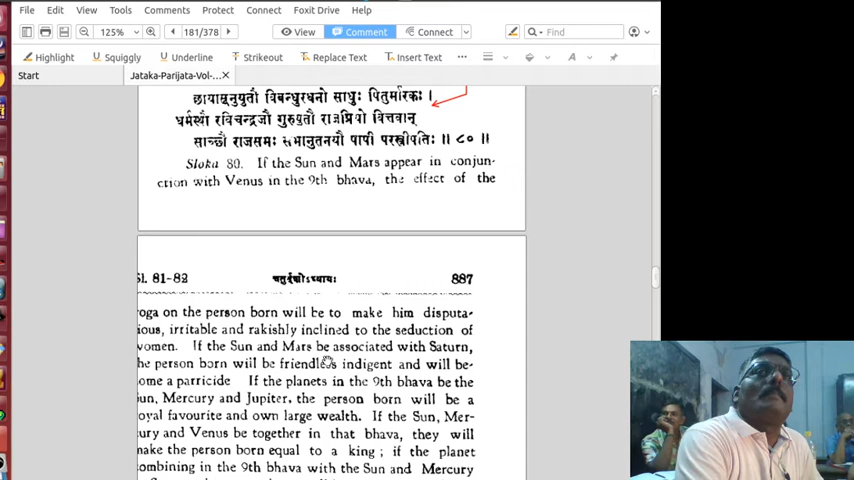 File Edit View Tools Comments Protect Connect Foxit Drive Help
125% 181/378 View Comment Connect Find
Highlight Squiggly Underline Strikeout Replace Text Insert Text
Start Jataka-Parijata-Vol-...
छायासूनुयुतौ विबन्धुरधनो साधुः पितुर्मारकः ।
धर्मस्थौ रविचन्द्रजौ गुरुयुतौ राजप्रियो वित्तवान्
साच्छौ राजसमः सभानुतनयौ पापी परस्त्रीपतिः ॥ ८० ॥
Sloka 80. If the Sun and Mars appear in conjun-
ction with Venus in the 9th bhava, the effect of the
Sl. 81-82 चतुर्दशोऽध्यायः 887
yoga on the person born will be to make him disputa-
ious, irritable and rakishly inclined to the seduction of
women. If the Sun and Mars be associated with Saturn,
he person born will be friendless indigent and will be-
ome a parricide If the planets in the 9th bhava be the
Sun, Mercury and Jupiter, the person born will be a
oyal favourite and own large wealth. If the Sun, Mer-
cury and Venus be together in that bhava, they will
make the person born equal to a king ; if the planet
ombining in the 9th bhava with the Sun and Mercury